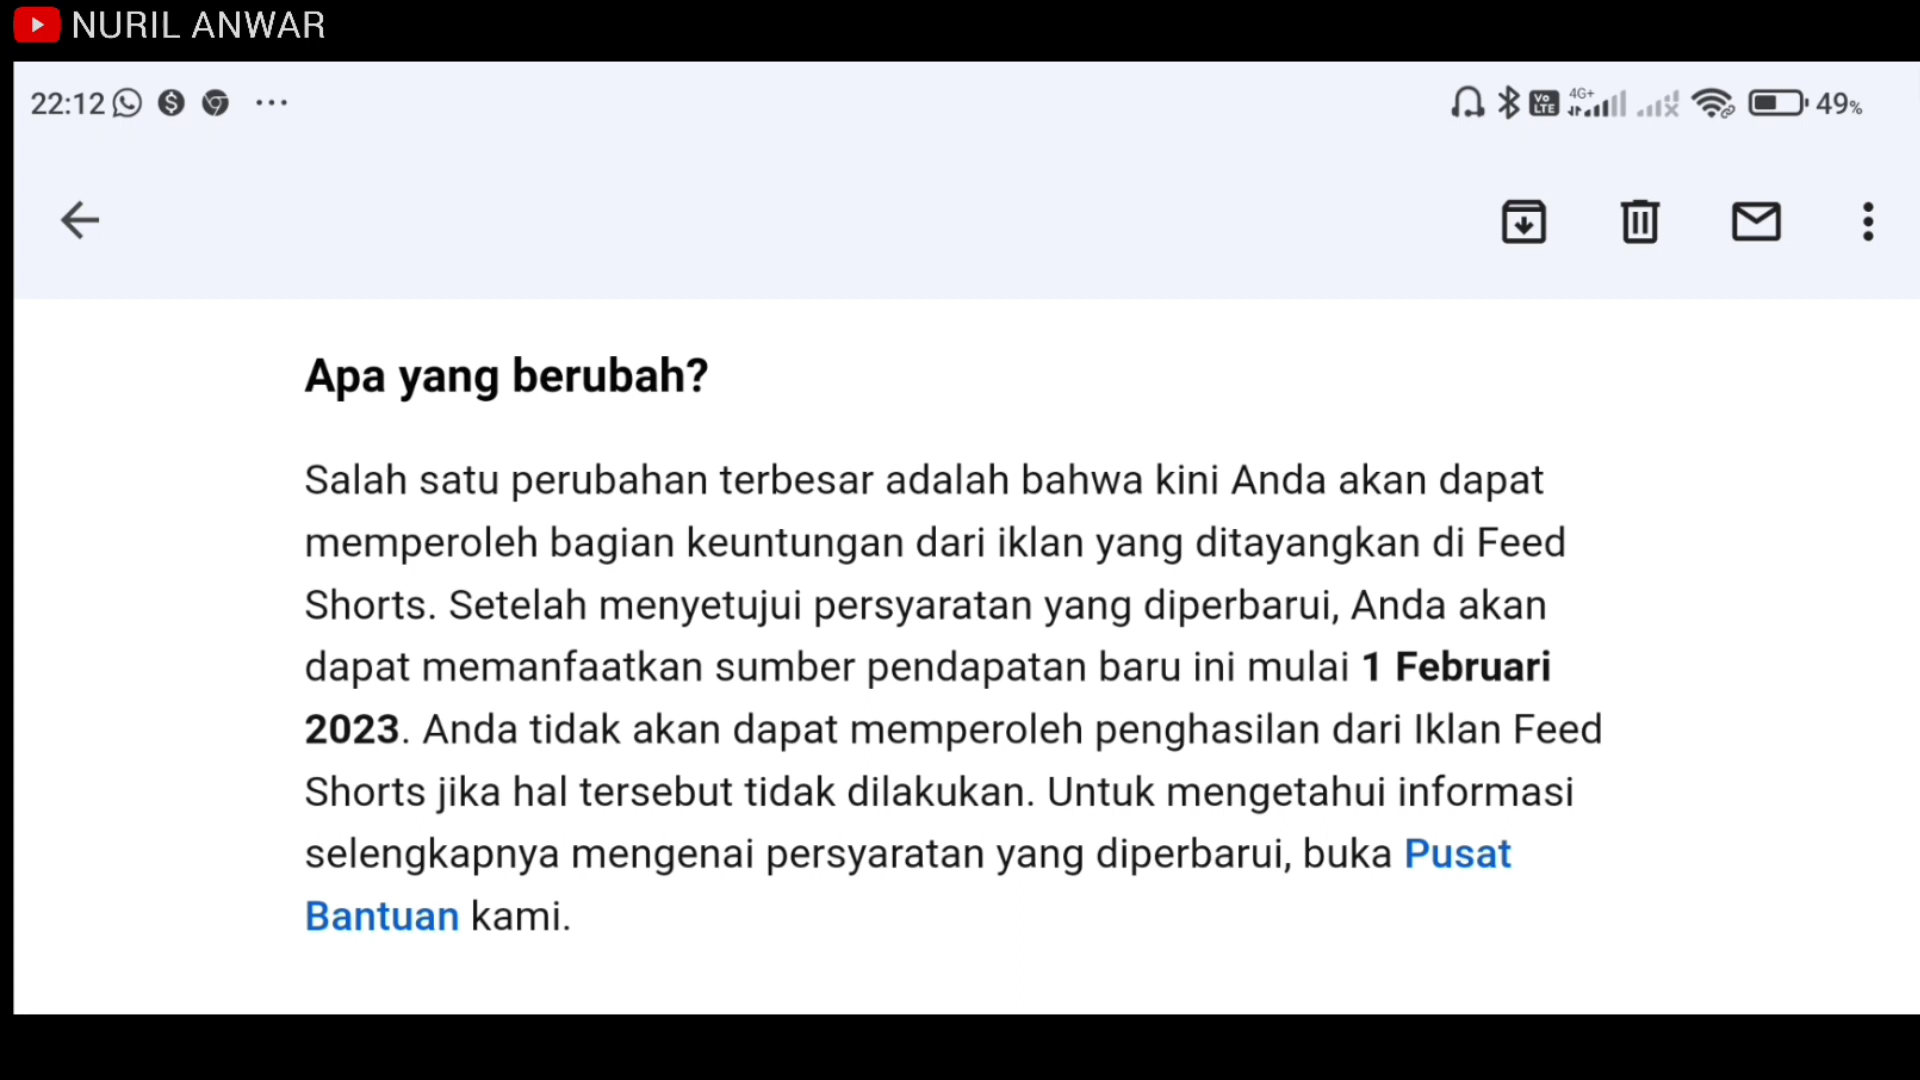 NURIL ANWAR
22:12 ... 4G+ 49%
Vo
LTE
Apa yang berubah?
Salah satu perubahan terbesar adalah bahwa kini Anda akan dapat
memperoleh bagian keuntungan dari iklan yang ditayangkan di Feed
Shorts. Setelah menyetujui persyaratan yang diperbarui, Anda akan
dapat memanfaatkan sumber pendapatan baru ini mulai 1 Februari
2023. Anda tidak akan dapat memperoleh penghasilan dari Iklan Feed
Shorts jika hal tersebut tidak dilakukan. Untuk mengetahui informasi
selengkapnya mengenai persyaratan yang diperbarui, buka Pusat
Bantuan kami.